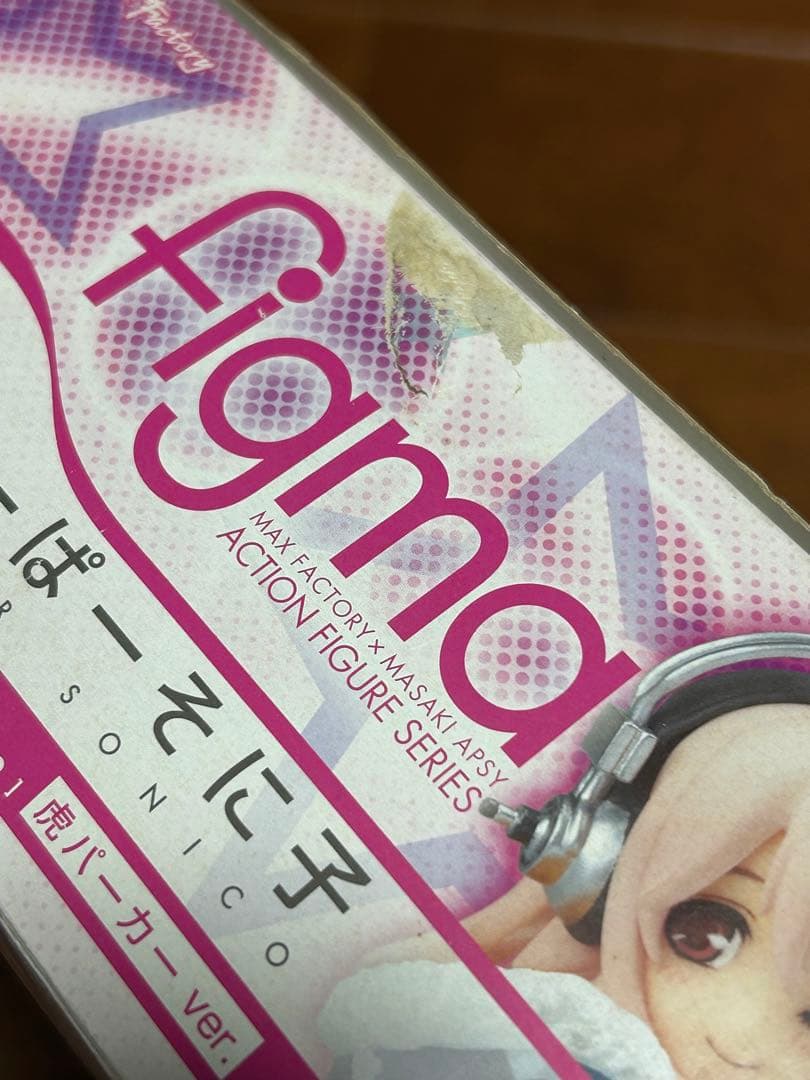 Factory
figma
MAX FACTORY × MASAKI APSY
ACTION FIGURE SERIES
ーぱーそに子
SONICO
虎パーカー ver.